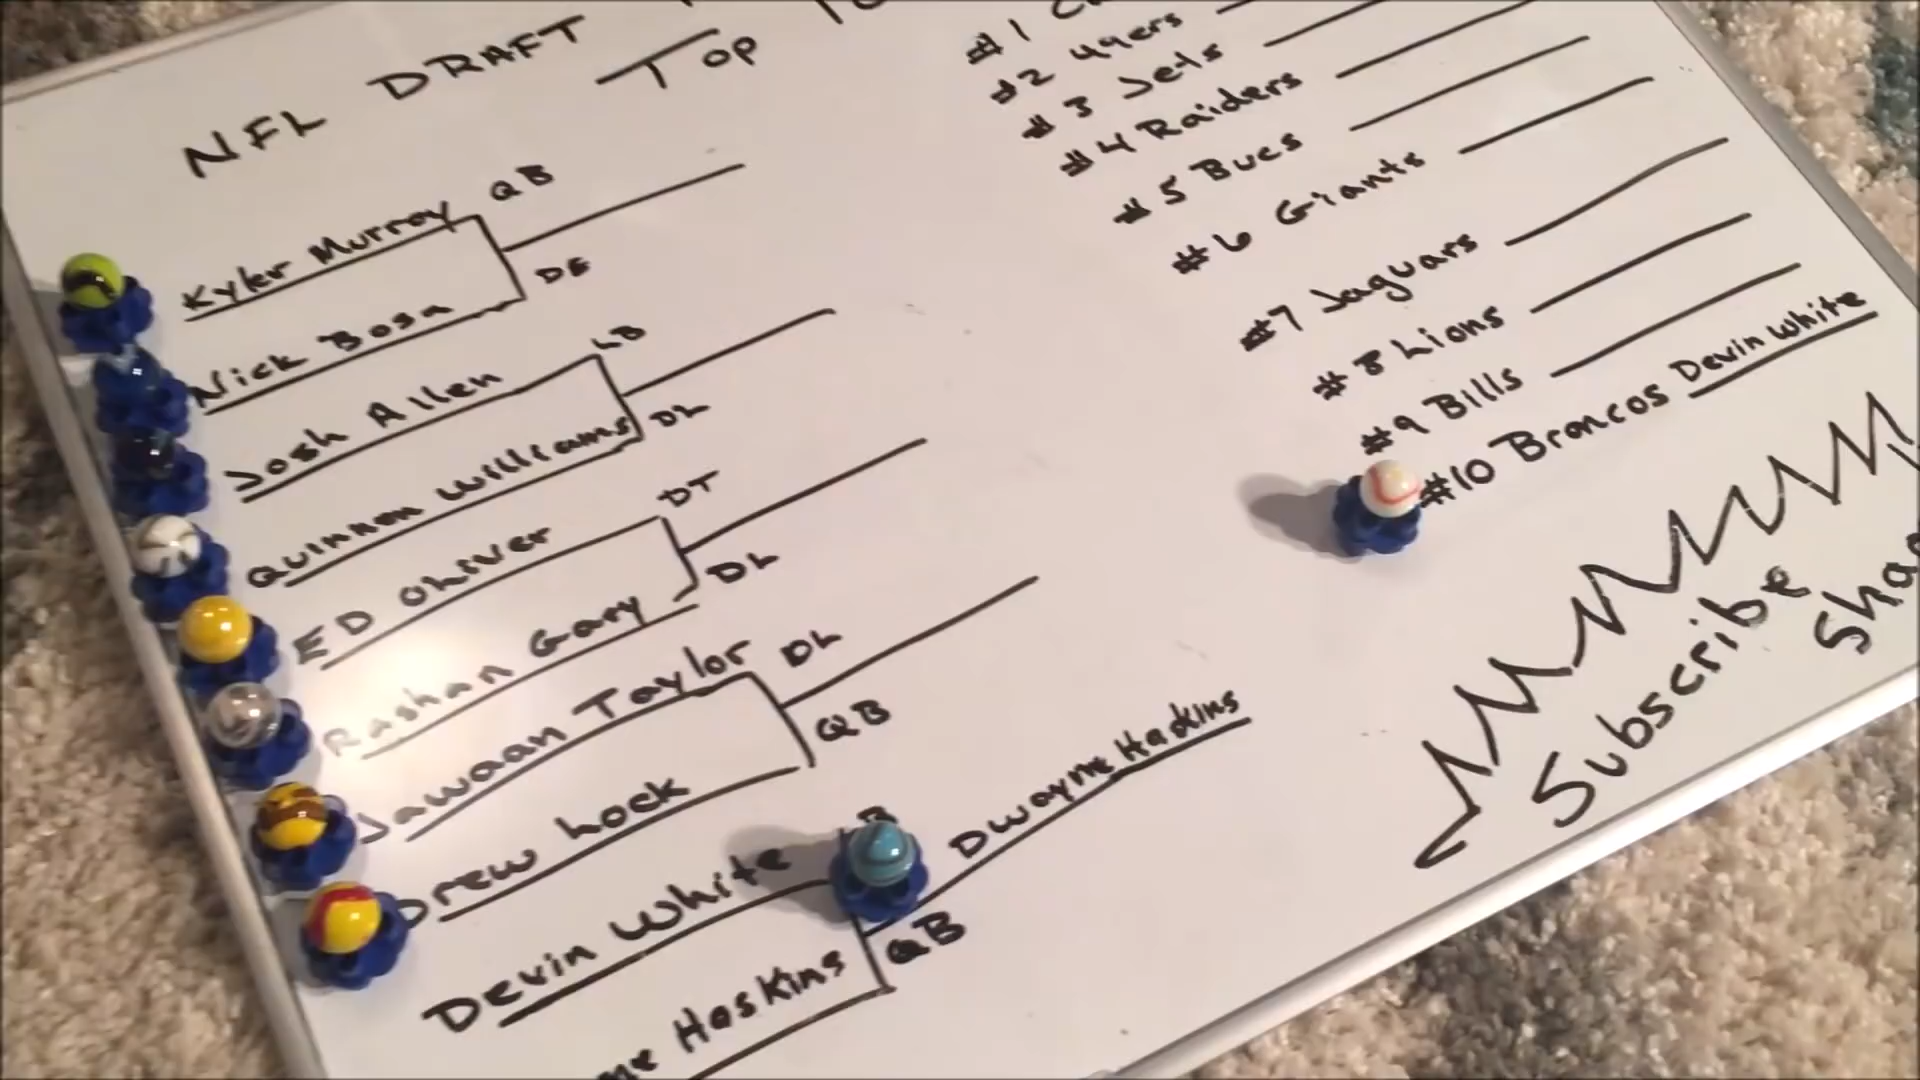 NFL DRAFT
TOP
Kyler Murray QB
Nick Bosa DE
Josh Allen LB
Quinnen Williams DL
ED Oliver DT
Rashan Gary DL
Jawaan Taylor DL
Drew Lock QB
Devin White
Hoskins QB
Dwayne Haskins
#1
#2 49ers
#3 Jets
#4 Raiders
#5 Bucs
#6 Giants
#7 Jaguars
#8 Lions
#9 Bills
#10 Broncos Devin White
Subscribe